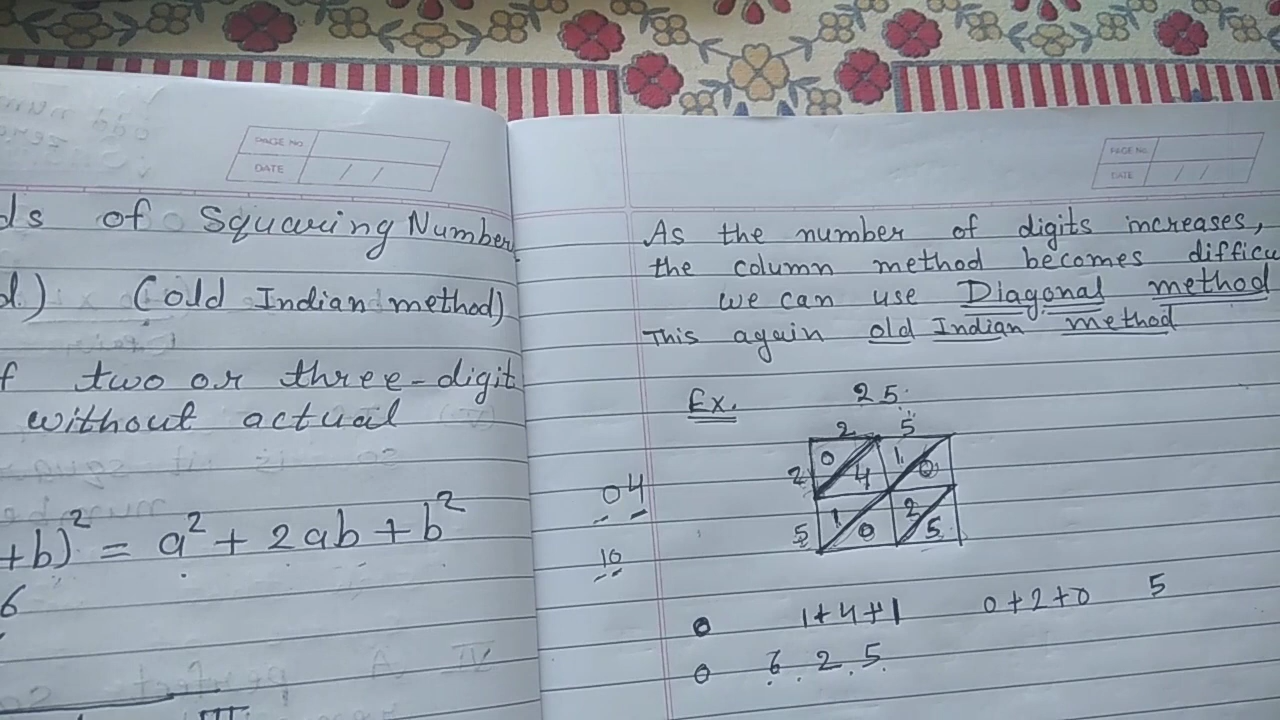 PAGE No.
DATE / /
ds of Squaring Number
d.) (old Indian method)
f two or three-digit
without actual
+b)² = a² + 2ab + b²
6
PAGE No.
DATE / /
As the number of digits increases,
the column method becomes difficu
we can use Diagonal method
This again old Indian method
Ex. 25
2 5
2 0 4 1 0
5 1 0 2 5
04
10
0 1+4+1 0+2+0 5
0 6 2 5